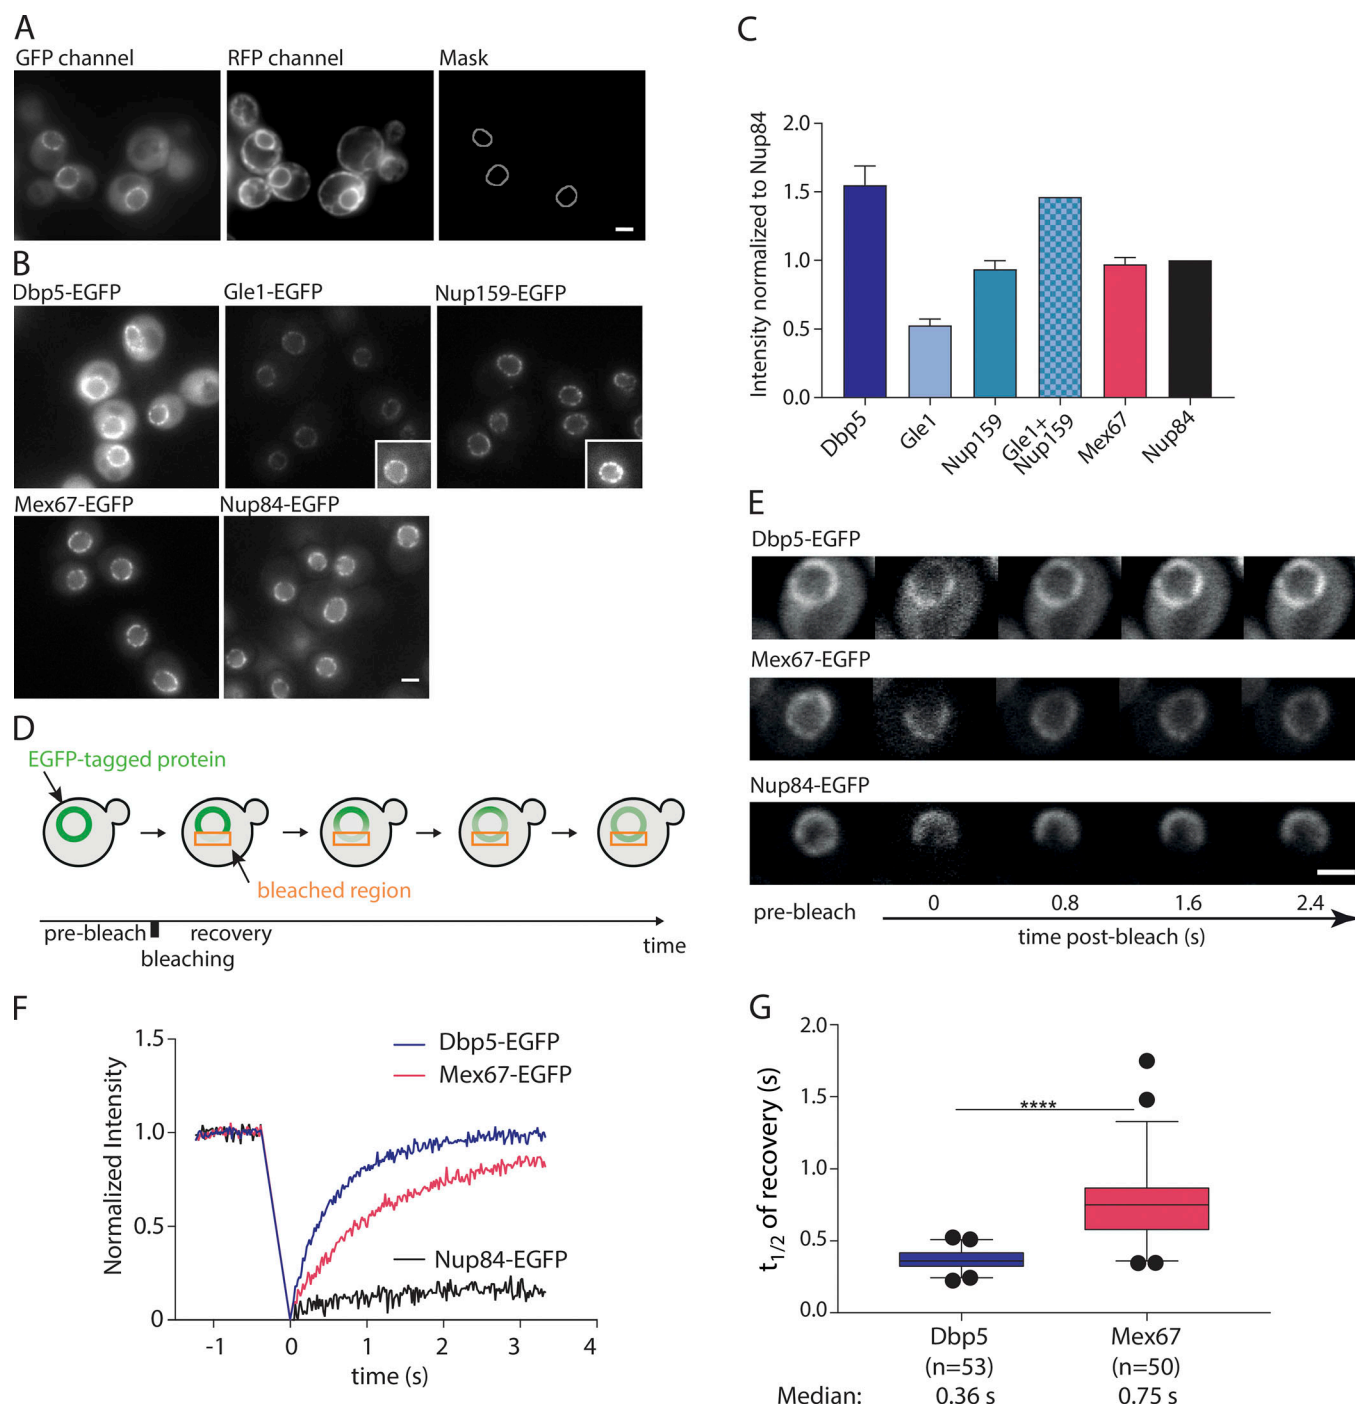 A
GFP channel
RFP channel
Mask
B
Dbp5-EGFP
Gle1-EGFP
Nup159-EGFP
Mex67-EGFP
Nup84-EGFP
C
Intensity normalized to Nup84
2.0
1.5
1.0
0.5
0.0
Dbp5
Gle1
Nup159
Gle1+
Nup159
Mex67
Nup84
D
EGFP-tagged protein
bleached region
pre-bleach
recovery
time
bleaching
E
Dbp5-EGFP
Mex67-EGFP
Nup84-EGFP
pre-bleach
0 0.8 1.6 2.4
time post-bleach (s)
F
Normalized Intensity
1.5
1.0
0.5
0
Dbp5-EGFP
Mex67-EGFP
Nup84-EGFP
-1 0 1 2 3 4
time (s)
G
t1/2 of recovery (s)
2.0
1.5
1.0
0.5
0.0
****
Dbp5 Mex67
(n=53) (n=50)
Median: 0.36 s 0.75 s